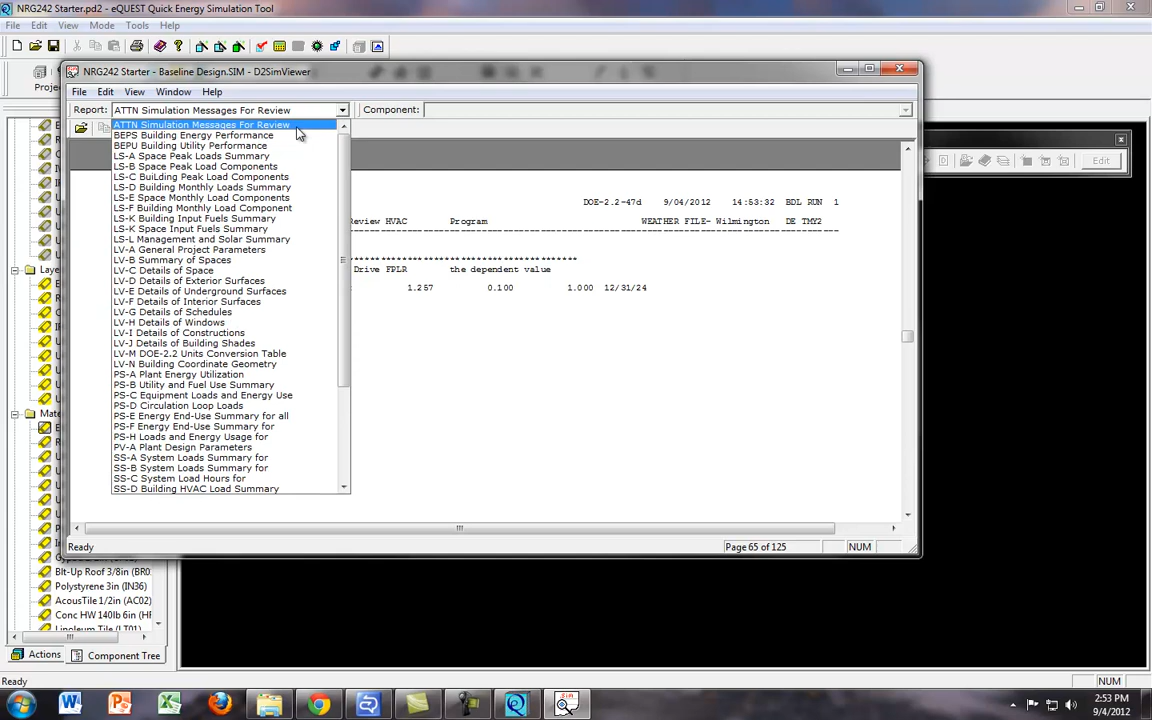 NRG242 Starter.pd2 - eQUEST Quick Energy Simulation Tool
File Edit View Mode Tools Help
NRG242 Starter - Baseline Design.SIM - D2SimViewer
File Edit View Window Help
Report: ATTN Simulation Messages For Review Component:
ATTN Simulation Messages For Review
BEPS Building Energy Performance
BEPU Building Utility Performance
LS-A Space Peak Loads Summary
LS-B Space Peak Load Components
LS-C Building Peak Load Components
LS-D Building Monthly Loads Summary
LS-E Space Monthly Load Components
LS-F Building Monthly Load Components
LS-K Building Input Fuels Summary
LS-K Space Input Fuels Summary
LS-L Management and Solar Summary
LV-A General Project Parameters
LV-B Summary of Spaces
LV-C Details of Space
LV-D Details of Exterior Surfaces
LV-E Details of Underground Surfaces
LV-F Details of Interior Surfaces
LV-G Details of Schedules
LV-H Details of Windows
LV-I Details of Constructions
LV-J Details of Building Shades
LV-M DOE-2.2 Units Conversion Table
LV-N Building Coordinate Geometry
PS-A Plant Energy Utilization
PS-B Utility and Fuel Use Summary
PS-C Equipment Loads and Energy Use
PS-D Circulation Loop Loads
PS-E Energy End-Use Summary for all
PS-F Energy End-Use Summary for
PS-H Loads and Energy Usage for
PV-A Plant Design Parameters
SS-A System Loads Summary for
SS-B System Loads Summary for
SS-C System Load Hours for
SS-D Building HVAC Load Summary
DOE-2.2-47d 9/04/2012 14:53:32 BDL RUN 1
Review HVAC Program WEATHER FILE- Wilmington DE TMY2
Drive FPLR the dependent value
1.257 0.100 1.000 12/31/24
Ready Page 65 of 125 NUM
Edit
Proje
Laye
Mate
Blt-Up Roof 3/8in (BR0
Polystyrene 3in (IN36)
AcousTile 1/2in (AC02)
Conc HW 140lb 6in (HF
Linoleum Tile (LT01)
Actions Component Tree
Ready NUM
2:53 PM
9/4/2012